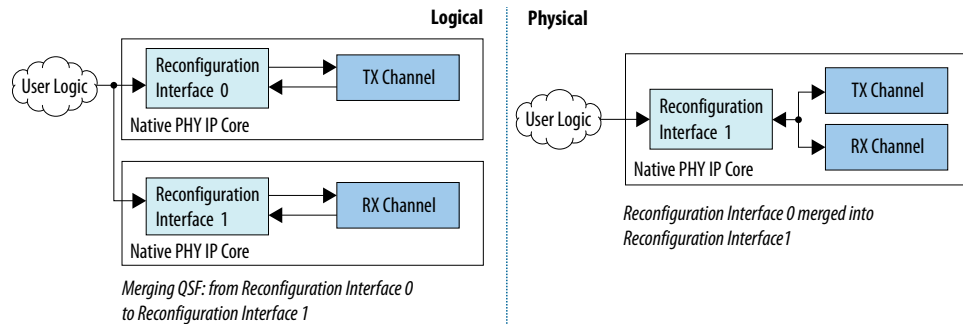 Logical
User Logic
Reconfiguration
Interface 0
TX Channel
Native PHY IP Core
Reconfiguration
Interface 1
RX Channel
Native PHY IP Core
Merging QSF: from Reconfiguration Interface 0
to Reconfiguration Interface 1
Physical
User Logic
Reconfiguration
Interface 1
TX Channel
RX Channel
Native PHY IP Core
Reconfiguration Interface 0 merged into
Reconfiguration Interface1